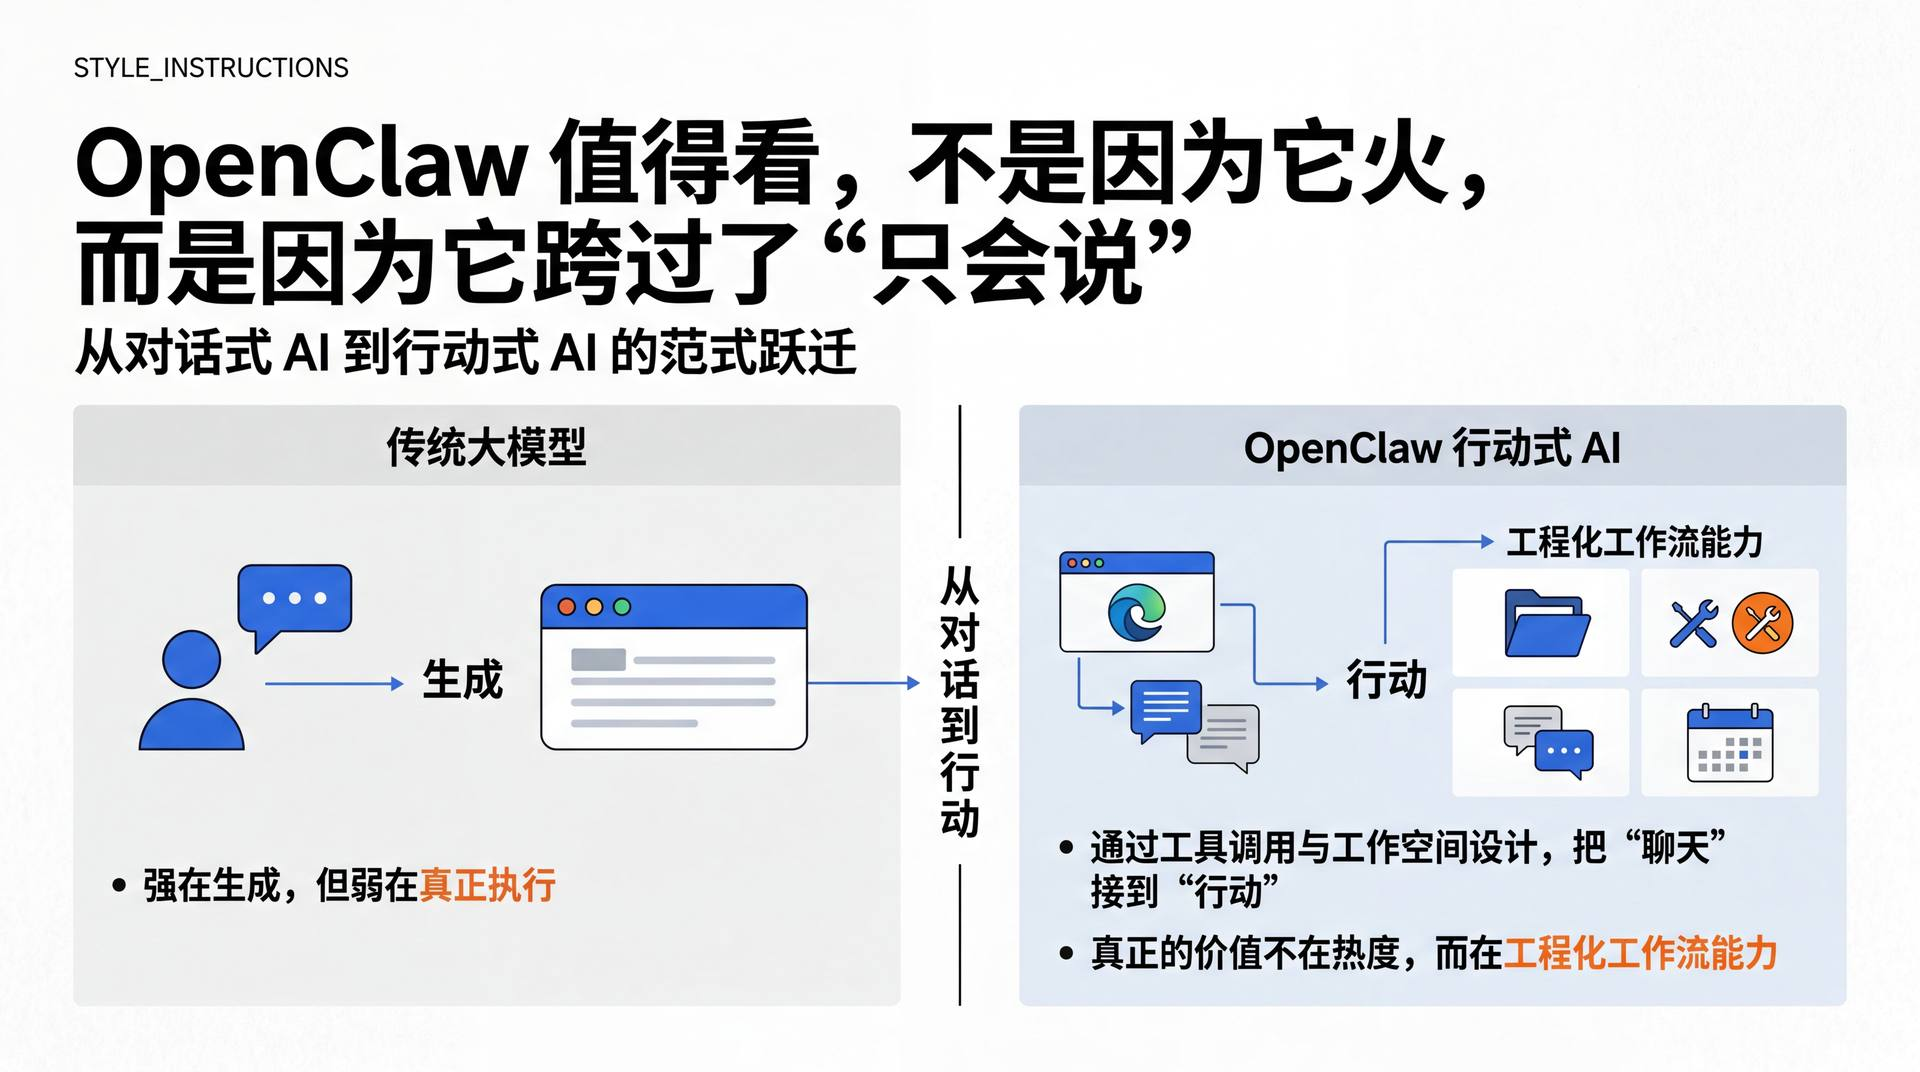 STYLE_INSTRUCTIONS
OpenClaw 值得看，不是因为它火，
而是因为它跨过了“只会说”
从对话式 AI 到行动式 AI 的范式跃迁
传统大模型
生成
• 强在生成，但弱在真正执行
从对话到行动
OpenClaw 行动式 AI
工程化工作流能力
行动
• 通过工具调用与工作空间设计，把“聊天”
接到“行动”
• 真正的价值不在热度，而在工程化工作流能力